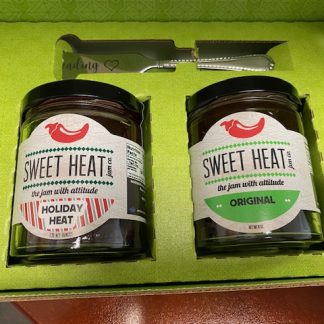 eading
SWEET HEAT
jam co.
the jam with attitude
HOLIDAY
HEAT
SWEET HEAT
jam co.
the jam with attitude
ORIGINAL